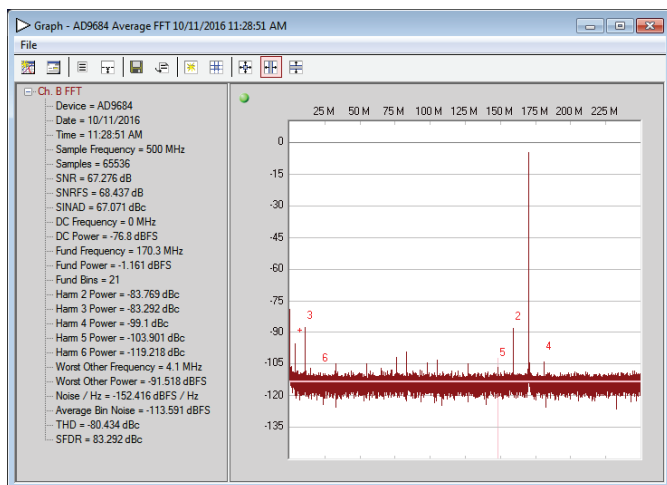 Graph - AD9684 Average FFT 10/11/2016 11:28:51 AM
File
Ch. B FFT
Device = AD9684
Date = 10/11/2016
Time = 11:28:51 AM
Sample Frequency = 500 MHz
Samples = 65536
SNR = 67.276 dB
SNRFS = 68.437 dB
SINAD = 67.071 dBc
DC Frequency = 0 MHz
DC Power = -76.8 dBFS
Fund Frequency = 170.3 MHz
Fund Power = -1.161 dBFS
Fund Bins = 21
Harm 2 Power = -83.769 dBc
Harm 3 Power = -83.292 dBc
Harm 4 Power = -99.1 dBc
Harm 5 Power = -103.901 dBc
Harm 6 Power = -119.218 dBc
Worst Other Frequency = 4.1 MHz
Worst Other Power = -91.518 dBFS
Noise / Hz = -152.416 dBFS / Hz
Average Bin Noise = -113.591 dBFS
THD = -80.434 dBc
SFDR = 83.292 dBc
25 M 50 M 75 M 100 M 125 M 150 M 175 M 200 M 225 M
0
-15
-30
-45
-60
-75
-90
-105
-120
-135
3
2
+
6
5
4